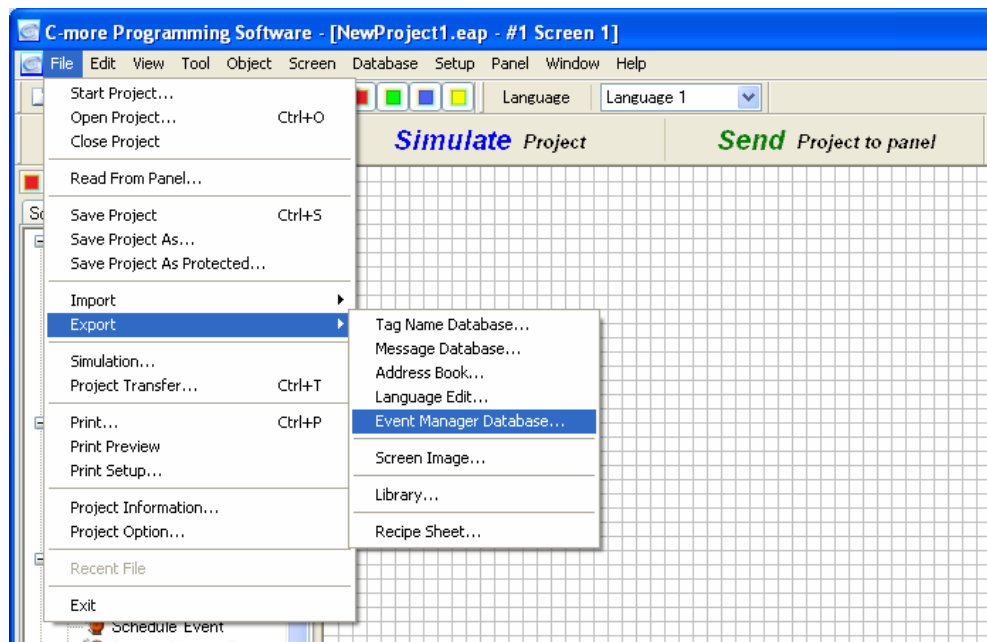 C-more Programming Software - [NewProject1.eap - #1 Screen 1]
File Edit View Tool Object Screen Database Setup Panel Window Help
Language Language 1
Simulate Project Send Project to panel
Start Project...
Open Project... Ctrl+O
Close Project
Read From Panel...
Save Project Ctrl+S
Save Project As...
Save Project As Protected...
Import
Export
Simulation...
Project Transfer... Ctrl+T
Print... Ctrl+P
Print Preview
Print Setup...
Project Information...
Project Option...
Recent File
Exit
Tag Name Database...
Message Database...
Address Book...
Language Edit...
Event Manager Database...
Screen Image...
Library...
Recipe Sheet...
Schedule Event